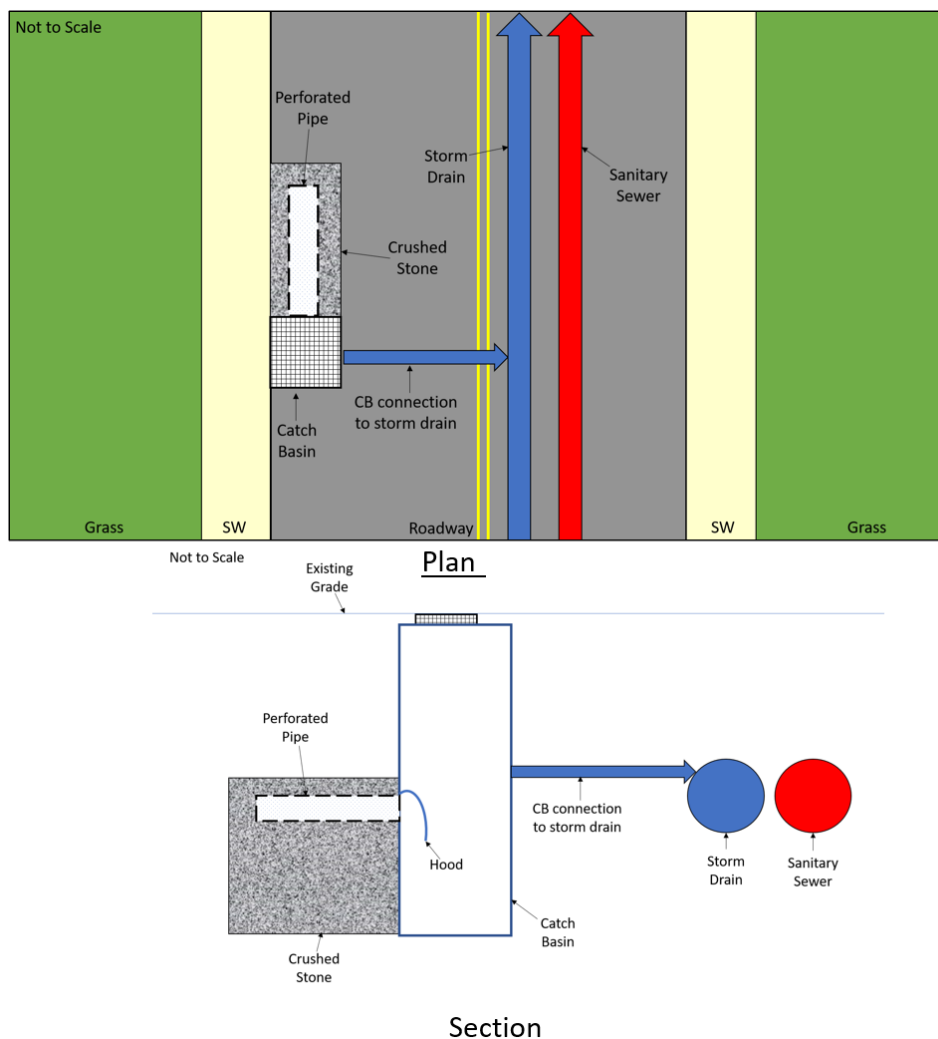 Not to Scale
Perforated
Pipe
Storm
Drain
Sanitary
Sewer
Crushed
Stone
CB connection
to storm drain
Catch
Basin
Grass
SW
Roadway
SW
Grass
Plan
Not to Scale
Existing
Grade
Perforated
Pipe
CB connection
to storm drain
Hood
Storm
Drain
Sanitary
Sewer
Catch
Basin
Crushed
Stone
Section